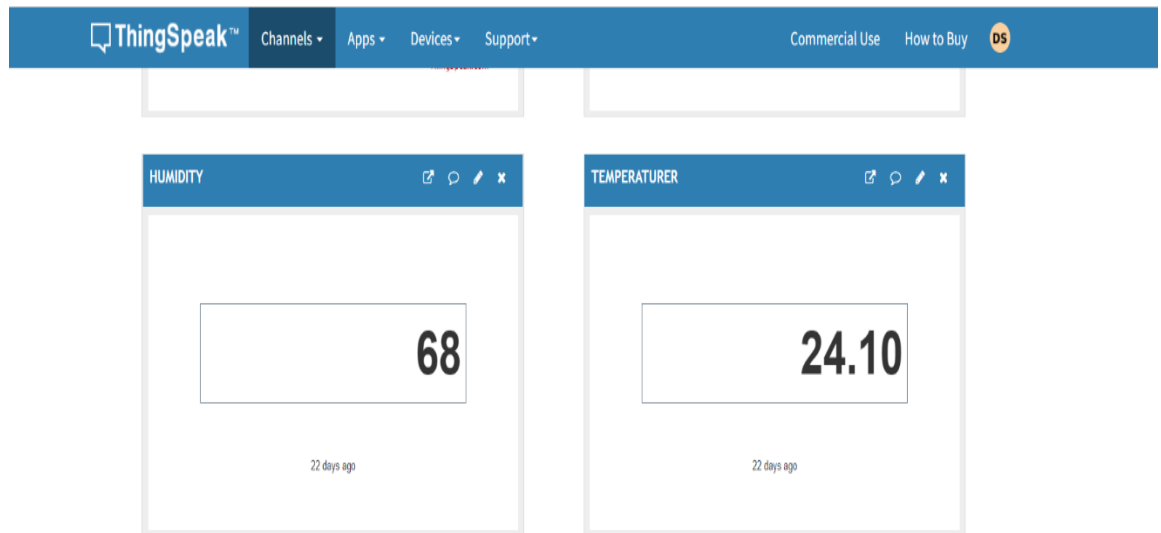 ThingSpeak™ Channels Apps Devices Support Commercial Use How to Buy DS
HUMIDITY
TEMPERATURER
68
24.10
22 days ago
22 days ago